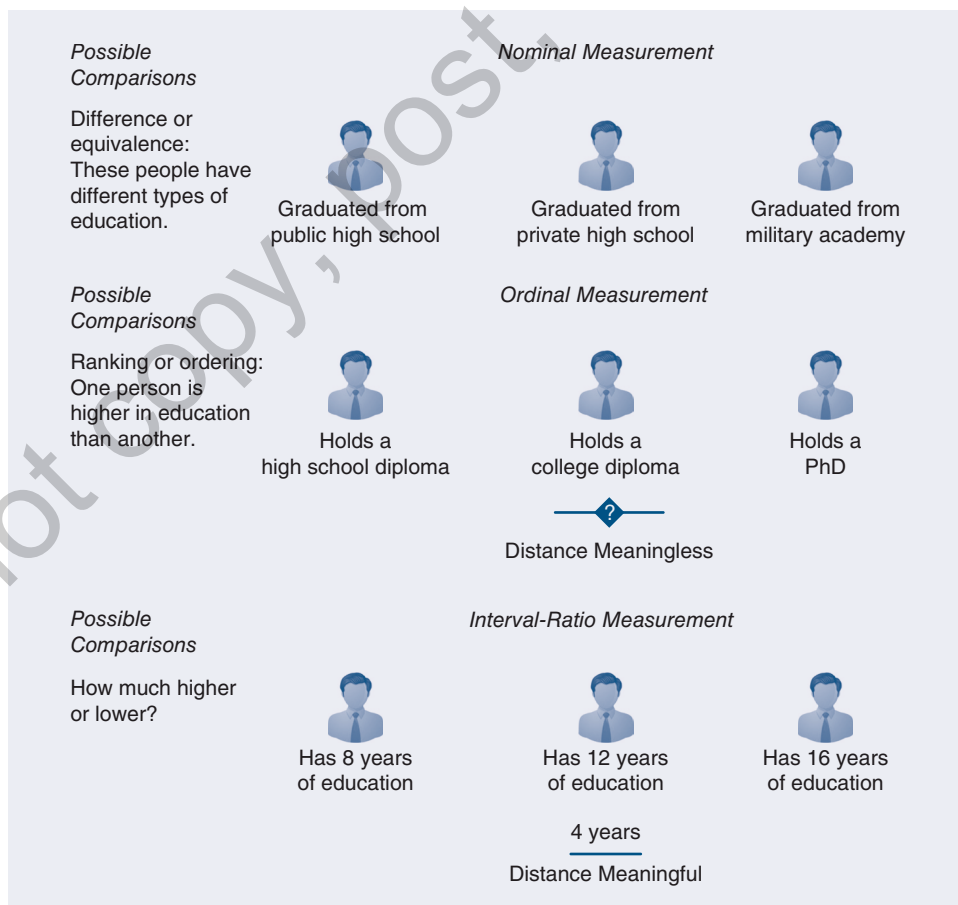 Possible
Comparisons
Nominal Measurement
Difference or
equivalence:
These people have
different types of
education.
Graduated from
public high school
Graduated from
private high school
Graduated from
military academy
Possible
Comparisons
Ordinal Measurement
Ranking or ordering:
One person is
higher in education
than another.
Holds a
high school diploma
Holds a
college diploma
Holds a
PhD
?
Distance Meaningless
Possible
Comparisons
Interval-Ratio Measurement
How much higher
or lower?
Has 8 years
of education
Has 12 years
of education
Has 16 years
of education
4 years
Distance Meaningful
not copy, post,